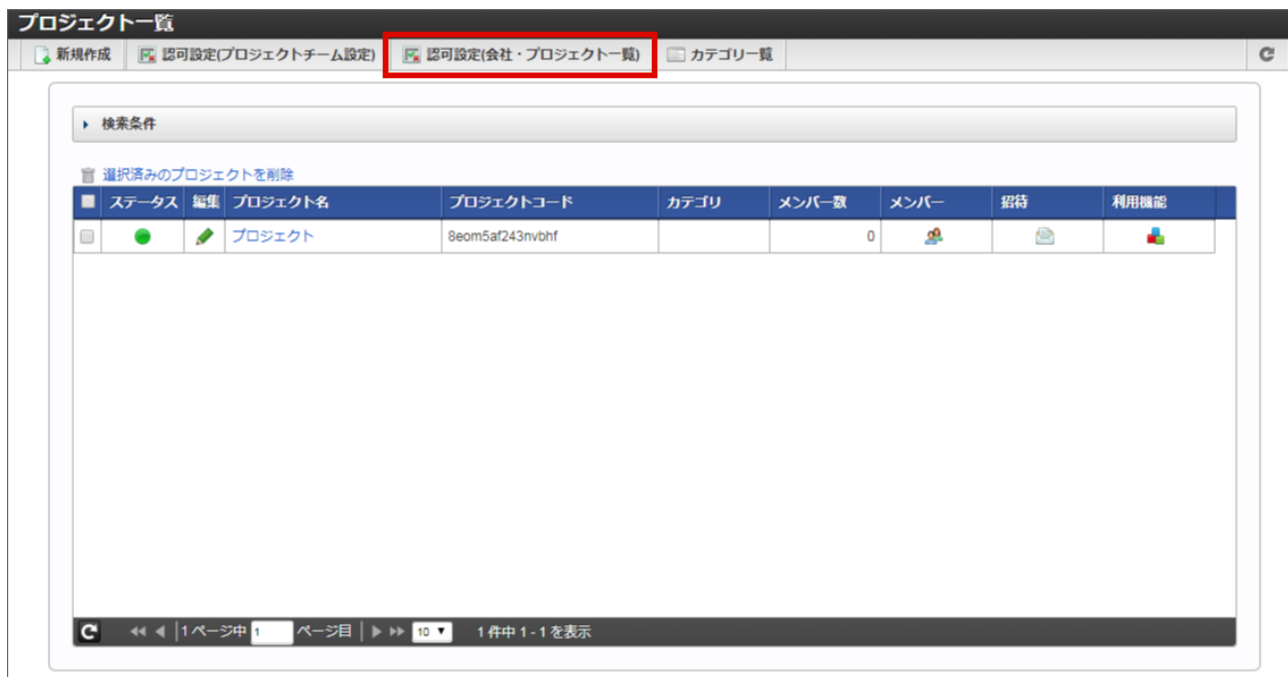 プロジェクト一覧
新規作成 認可設定(プロジェクトチーム設定) 認可設定(会社・プロジェクト一覧) カテゴリ一覧
検索条件
選択済みのプロジェクトを削除
ステータス 編集 プロジェクト名 プロジェクトコード カテゴリ メンバー数 メンバー 招待 利用機能
プロジェクト 8eom5af243nvbhf 0
1 ページ中 1 ページ目 10 1 件中 1 - 1 を表示